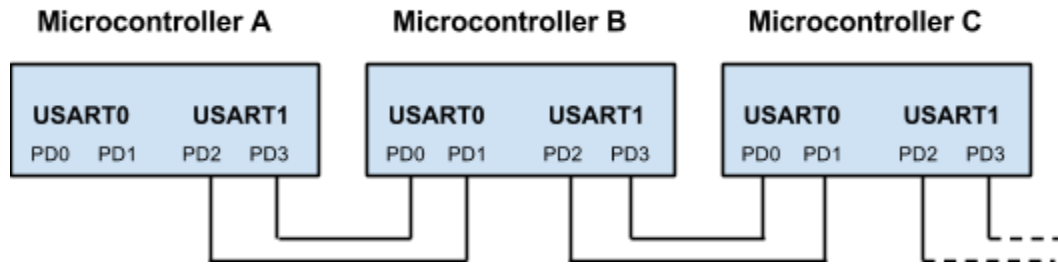 Microcontroller A Microcontroller B Microcontroller C
USART0 USART1 USART0 USART1 USART0 USART1
PD0 PD1 PD2 PD3 PD0 PD1 PD2 PD3 PD0 PD1 PD2 PD3